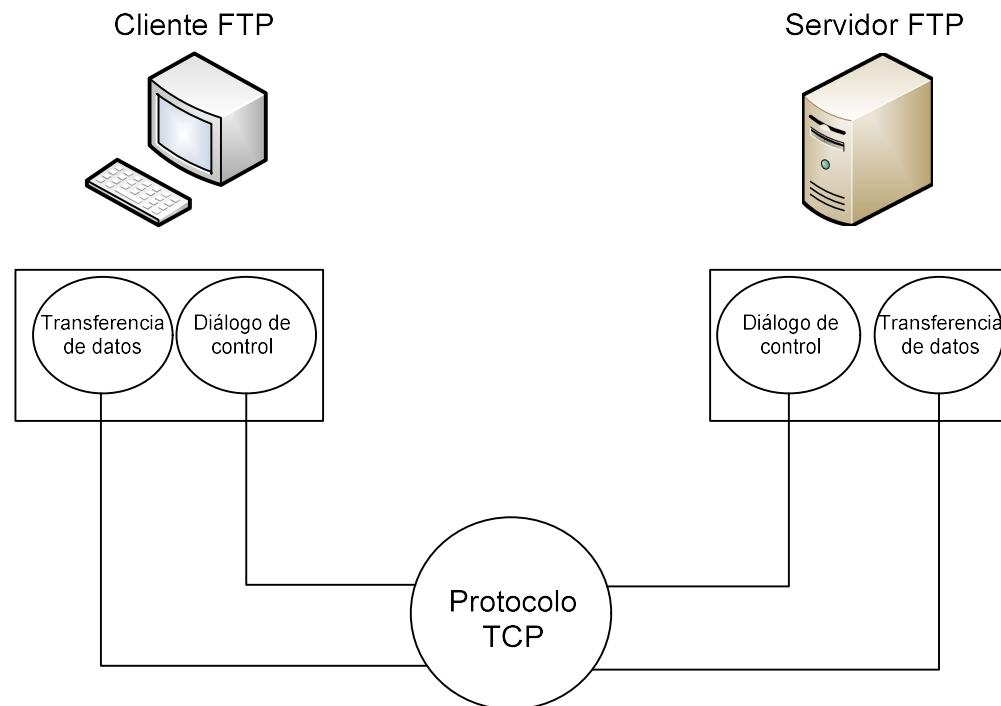 Cliente FTP
Servidor FTP
Transferencia
de datos
Diálogo de
control
Diálogo de
control
Transferencia
de datos
Protocolo
TCP